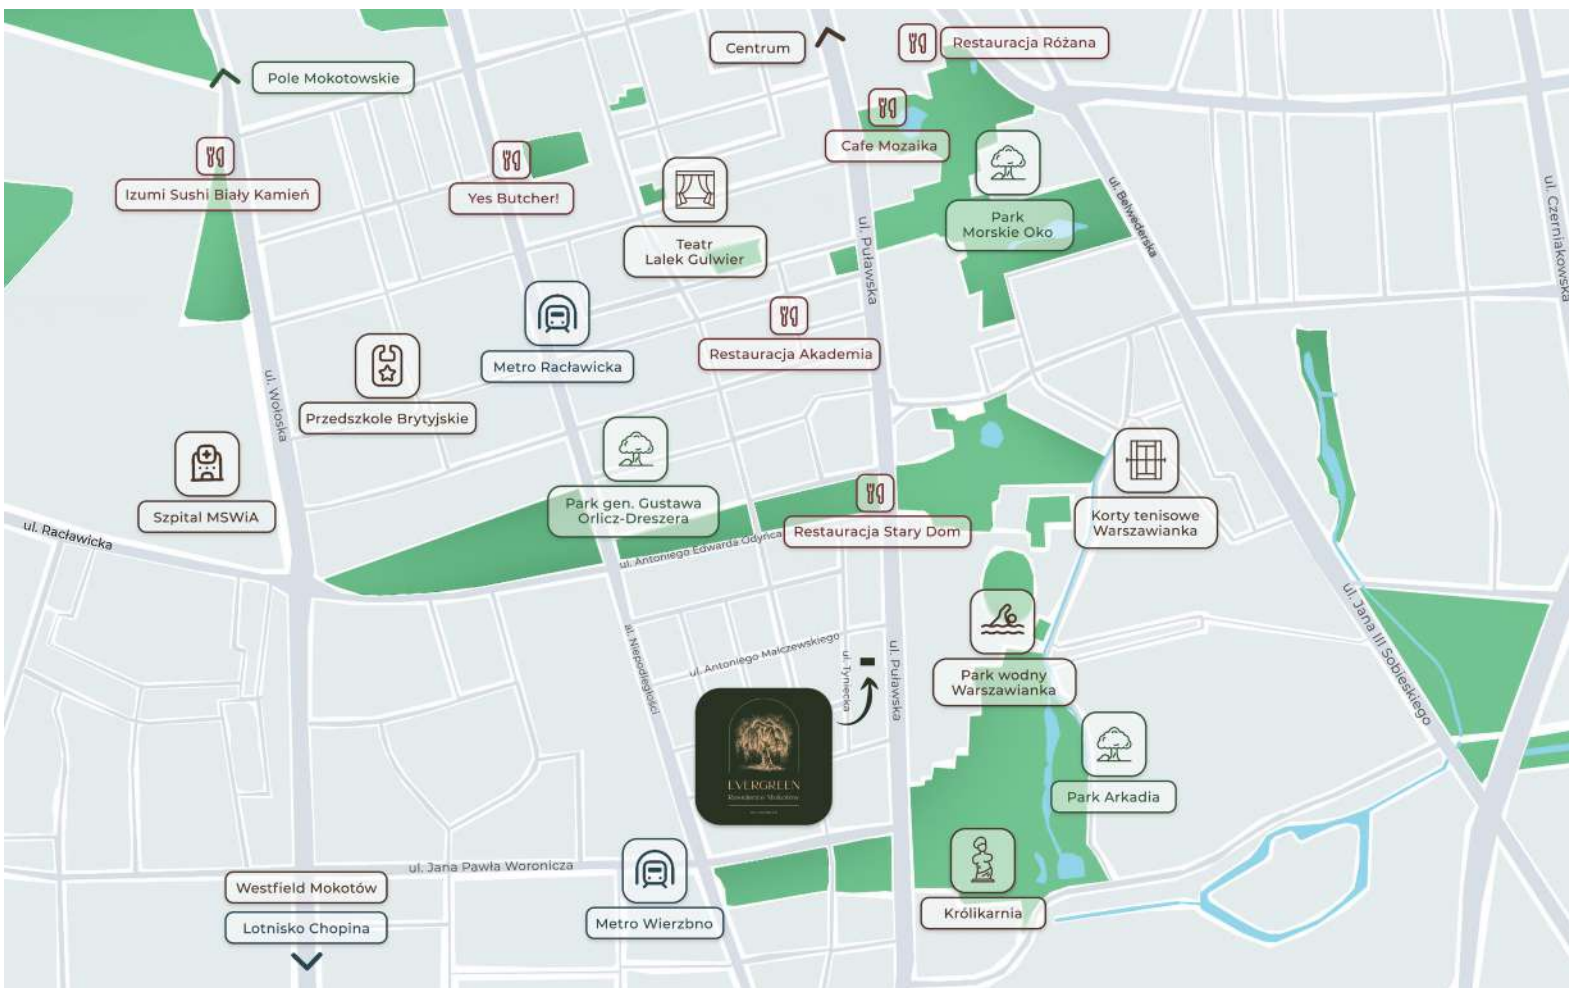 Centrum
Restauracja Różana
Pole Mokotowskie
Cafe Mozaika
Izumi Sushi Biały Kamień
Yes Butcher!
ul. Belwederska
ul. Czerniakowska
Park
Morskie Oko
Teatr
Lalek Gulwier
ul. Puławska
Restauracja Akademia
Metro Racławicka
ul. Wołoska
Przedszkole Brytyjskie
Szpital MSWiA
Park gen. Gustawa
Orlicz-Dreszera
Korty tenisowe
Warszawianka
ul. Racławicka
Restauracja Stary Dom
ul. Antoniego Edwarda Odyńca
al. Niepodległości
ul. Antoniego Malczewskiego
ul. Tyniecka
ul. Puławska
ul. Jana III Sobieskiego
Park wodny
Warszawianka
EVERGREEN
Residence Mokotów
Park Arkadia
ul. Jana Pawła Woronicza
Westfield Mokotów
Lotnisko Chopina
Metro Wierzbno
Królikarnia